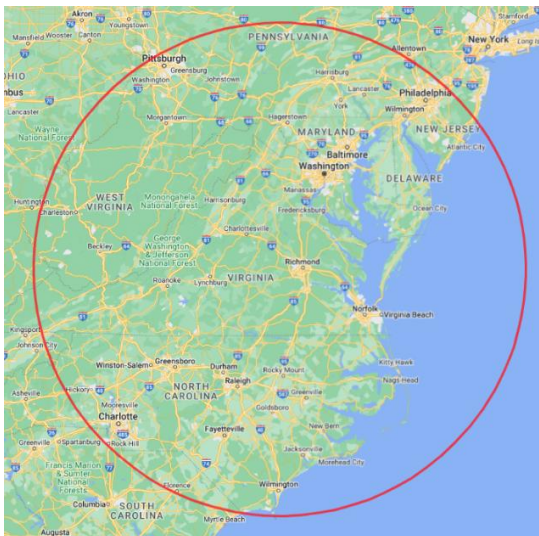 Akron
Youngstown
Stamford
Mansfield
Wooster
Canton
PENNSYLVANIA
New York
Long Is
Allentown
Pittsburgh
Greensburg
OHIO
Washington
Johnstown
Harrisburg
mbus
Lancaster
Philadelphia
York
Lancaster
Morgantown
Hagerstown
Wilmington
Wayne
National Forest
MARYLAND
NEW JERSEY
Baltimore
Atlantic City
Washington
DELAWARE
WEST
VIRGINIA
Monongahela
National Forest
Manassas
Huntington
Harrisonburg
Fredericksburg
Ocean City
Charleston
Charlottesville
George
Washington
& Jefferson
National Forest
Beckley
Richmond
Roanoke
Lynchburg
VIRGINIA
Norfolk
Virginia Beach
Kingsport
Johnson City
Winston-Salem
Greensboro
Kitty Hawk
Durham
Rocky Mount
Nags Head
Raleigh
Asheville
Hickory
NORTH
CAROLINA
Greenville
Mooresville
Goldsboro
Charlotte
New Bern
Fayetteville
Greenville
Spartanburg
Rock Hill
Jacksonville
Morehead City
Francis Marion
& Sumter
National
Forests
Florence
Wilmington
Columbia
SOUTH
CAROLINA
Myrtle Beach
Augusta